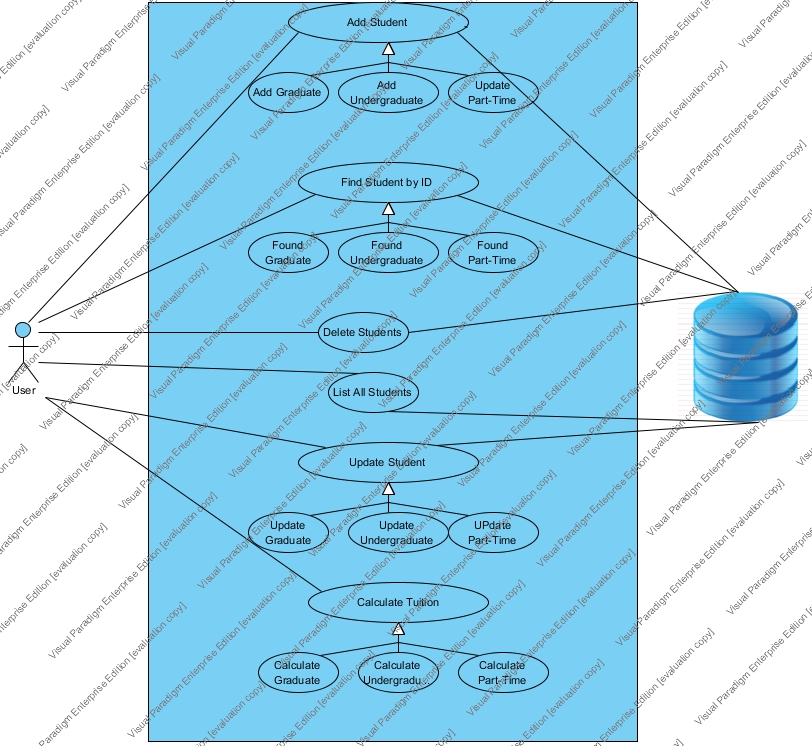 Add Student
Add Graduate
Add
Undergraduate
Update
Part-Time
Find Student by ID
Found
Graduate
Found
Undergraduate
Found
Part-Time
Delete Students
User
List All Students
Update Student
Update
Graduate
Update
Undergraduate
UPdate
Part-Time
Calculate Tuition
Calculate
Graduate
Calculate
Undergradu...
Calculate
Part-Time
Visual Paradigm Enterprise Edition [evaluation copy]